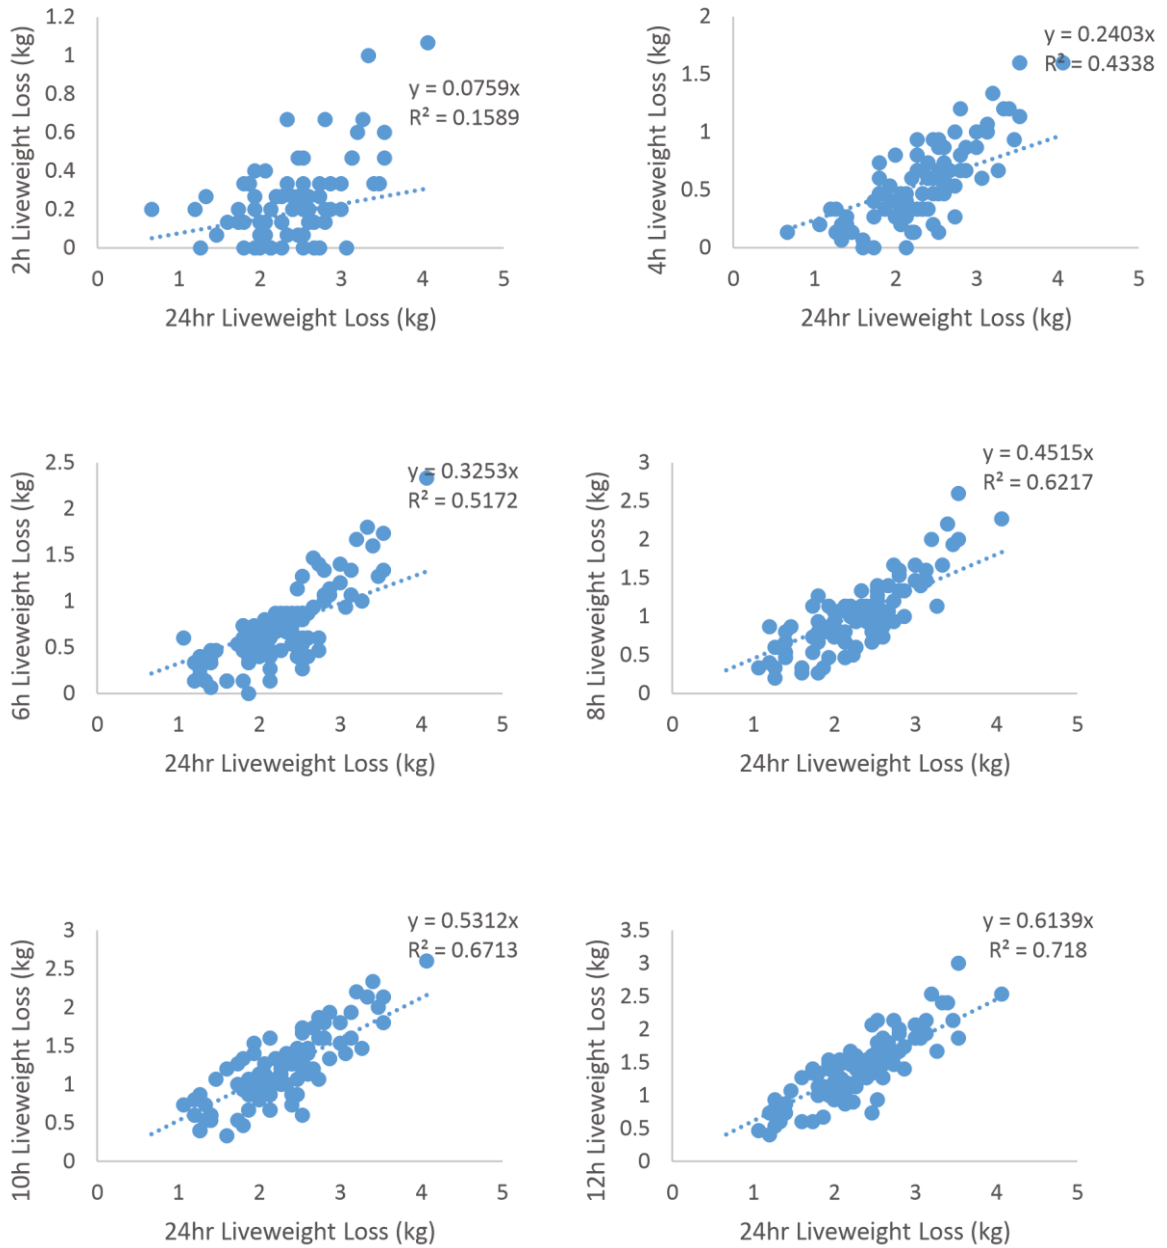 1.2
1
0.8
0.6
0.4
0.2
0
2h Liveweight Loss (kg)
y = 0.0759x
R² = 0.1589
0 1 2 3 4 5
24hr Liveweight Loss (kg)
2
1.5
1
0.5
0
4h Liveweight Loss (kg)
y = 0.2403x
R² = 0.4338
0 1 2 3 4 5
24hr Liveweight Loss (kg)
2.5
2
1.5
1
0.5
0
6h Liveweight Loss (kg)
y = 0.3253x
R² = 0.5172
0 1 2 3 4 5
24hr Liveweight Loss (kg)
3
2.5
2
1.5
1
0.5
0
8h Liveweight Loss (kg)
y = 0.4515x
R² = 0.6217
0 1 2 3 4 5
24hr Liveweight Loss (kg)
3
2.5
2
1.5
1
0.5
0
10h Liveweight Loss (kg)
y = 0.5312x
R² = 0.6713
0 1 2 3 4 5
24hr Liveweight Loss (kg)
3.5
3
2.5
2
1.5
1
0.5
0
12h Liveweight Loss (kg)
y = 0.6139x
R² = 0.718
0 1 2 3 4 5
24hr Liveweight Loss (kg)